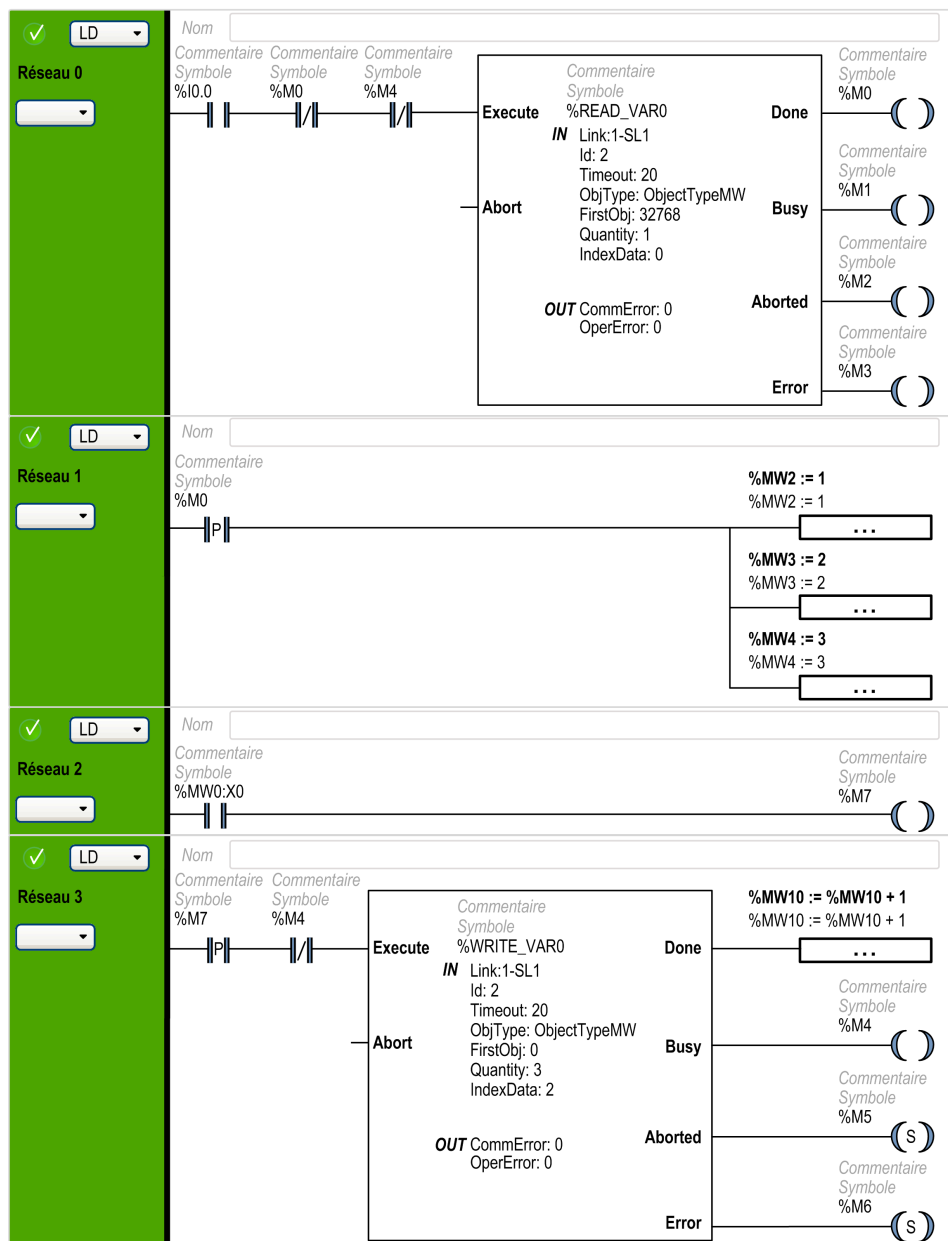 LD
Nom
Réseau 0
Commentaire Commentaire Commentaire
Symbole Symbole Symbole
%I0.0 %M0 %M4
Commentaire
Symbole
Execute %READ_VAR0 Done
IN Link:1-SL1
Id: 2
Timeout: 20
ObjType: ObjectTypeMW
Abort FirstObj: 32768 Busy
Quantity: 1
IndexData: 0
Aborted
OUT CommError: 0
OperError: 0
Error
Commentaire
Symbole
%M0
Commentaire
Symbole
%M1
Commentaire
Symbole
%M2
Commentaire
Symbole
%M3
LD
Nom
Réseau 1
Commentaire
Symbole
%M0
P
%MW2 := 1
%MW2 := 1
...
%MW3 := 2
%MW3 := 2
...
%MW4 := 3
%MW4 := 3
...
LD
Nom
Réseau 2
Commentaire
Symbole
%MW0:X0
Commentaire
Symbole
%M7
LD
Nom
Réseau 3
Commentaire Commentaire
Symbole Symbole
%M7 %M4
P
Commentaire
Symbole
Execute %WRITE_VAR0 Done
IN Link:1-SL1
Id: 2
Timeout: 20
ObjType: ObjectTypeMW
Abort FirstObj: 0 Busy
Quantity: 3
IndexData: 2
Aborted
OUT CommError: 0
OperError: 0
Error
%MW10 := %MW10 + 1
%MW10 := %MW10 + 1
...
Commentaire
Symbole
%M4
Commentaire
Symbole
%M5
S
Commentaire
Symbole
%M6
S